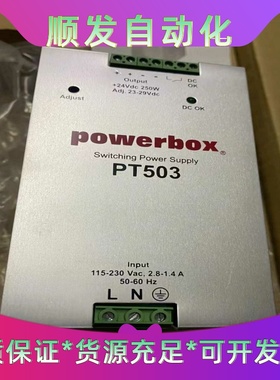 顺发自动化
+ + - -
DC OK
Output
+24Vdc 250W
Adj. 23-29Vdc
Adjust
DC OK
powerbox®
Switching Power Supply
PT503
Input
115-230 Vac, 2.8-1.4 A
50-60 Hz
L N
质保证*货源充足*可开发